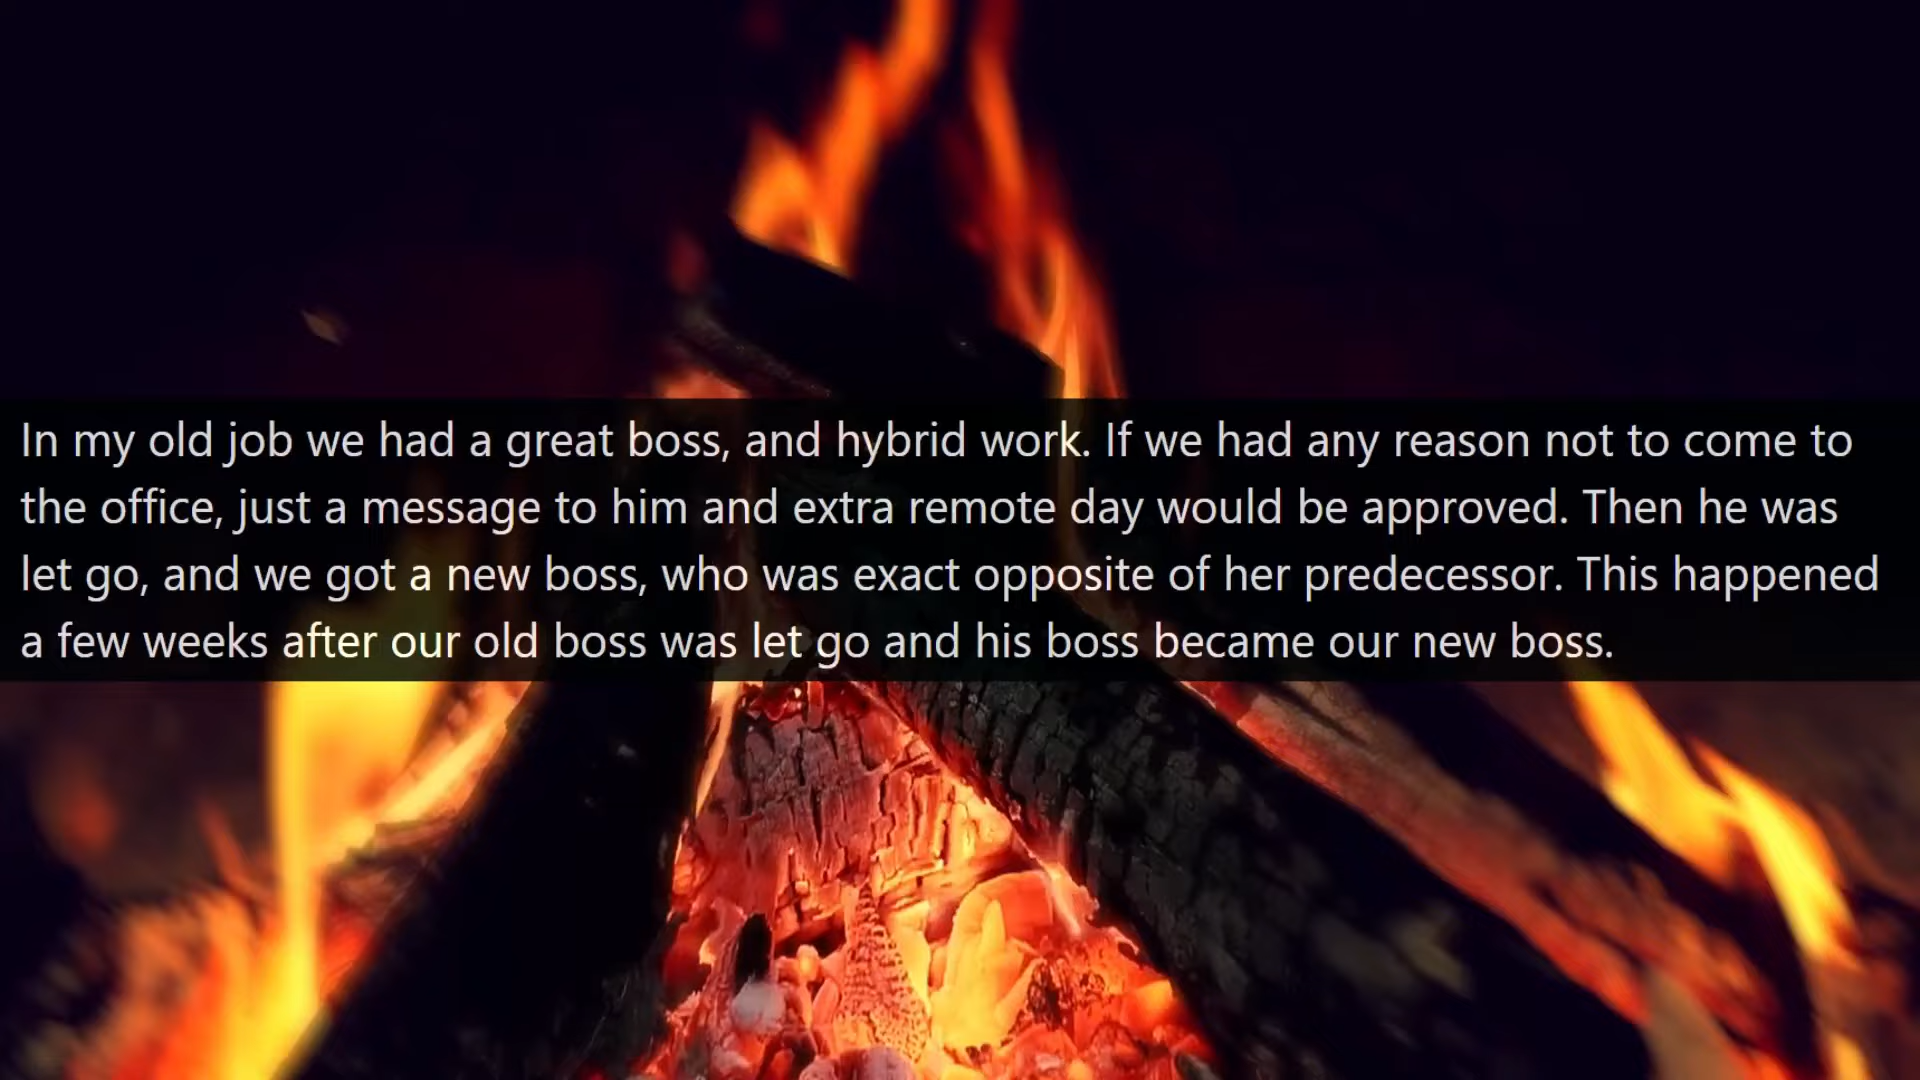 In my old job we had a great boss, and hybrid work. If we had any reason not to come to
the office, just a message to him and extra remote day would be approved. Then he was
let go, and we got a new boss, who was exact opposite of her predecessor. This happened
a few weeks after our old boss was let go and his boss became our new boss.